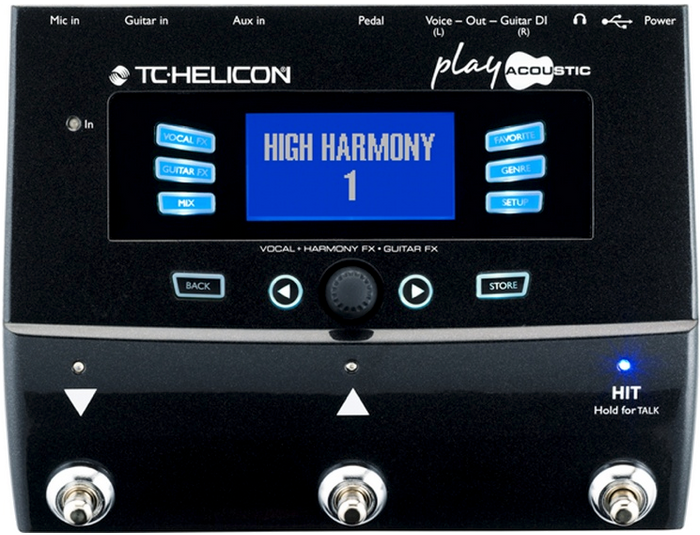 Mic in Guitar in Aux in Pedal Voice – Out – Guitar DI Power
(L) (R)
TC·HELICON®
play ACOUSTIC
In
VOCAL FX
GUITAR FX
MIX
HIGH HARMONY
1
FAVORITE
GENRE
SETUP
VOCAL • HARMONY FX • GUITAR FX
BACK
STORE
HIT
Hold for TALK